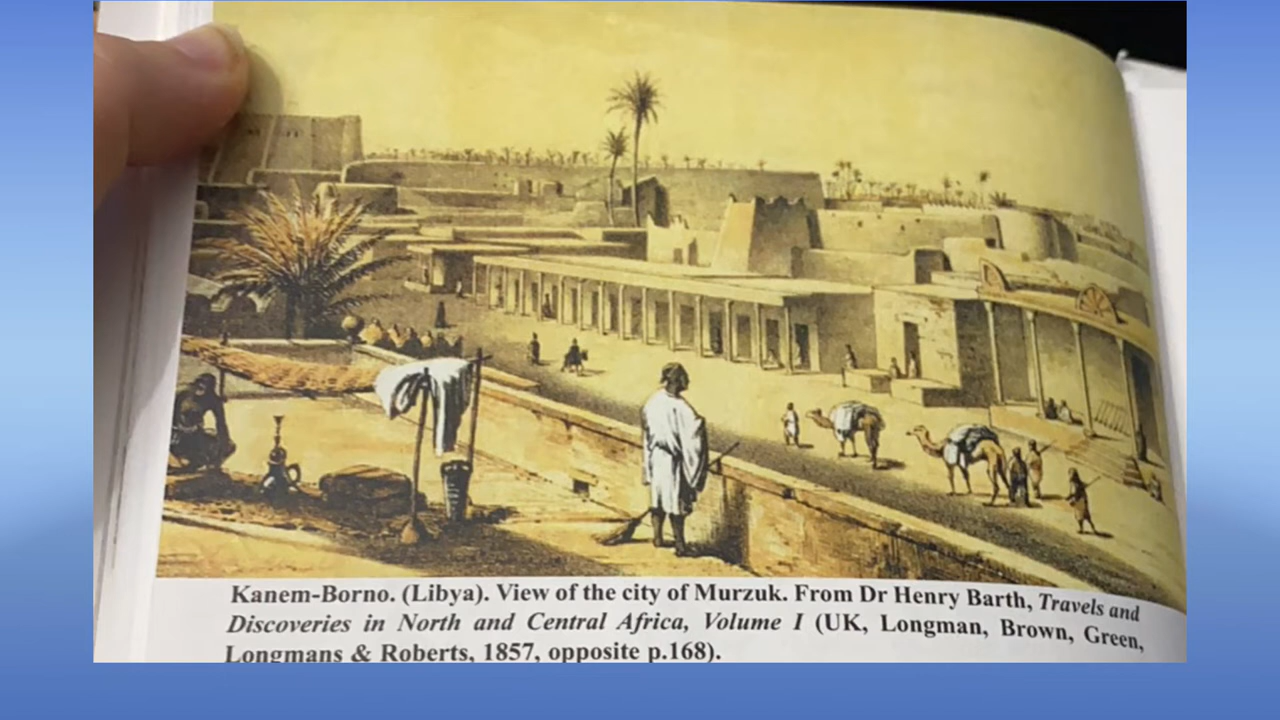 Kanem-Borno. (Libya). View of the city of Murzuk. From Dr Henry Barth, Travels and
Discoveries in North and Central Africa, Volume I (UK, Longman, Brown, Green,
Longmans & Roberts, 1857, opposite p.168).